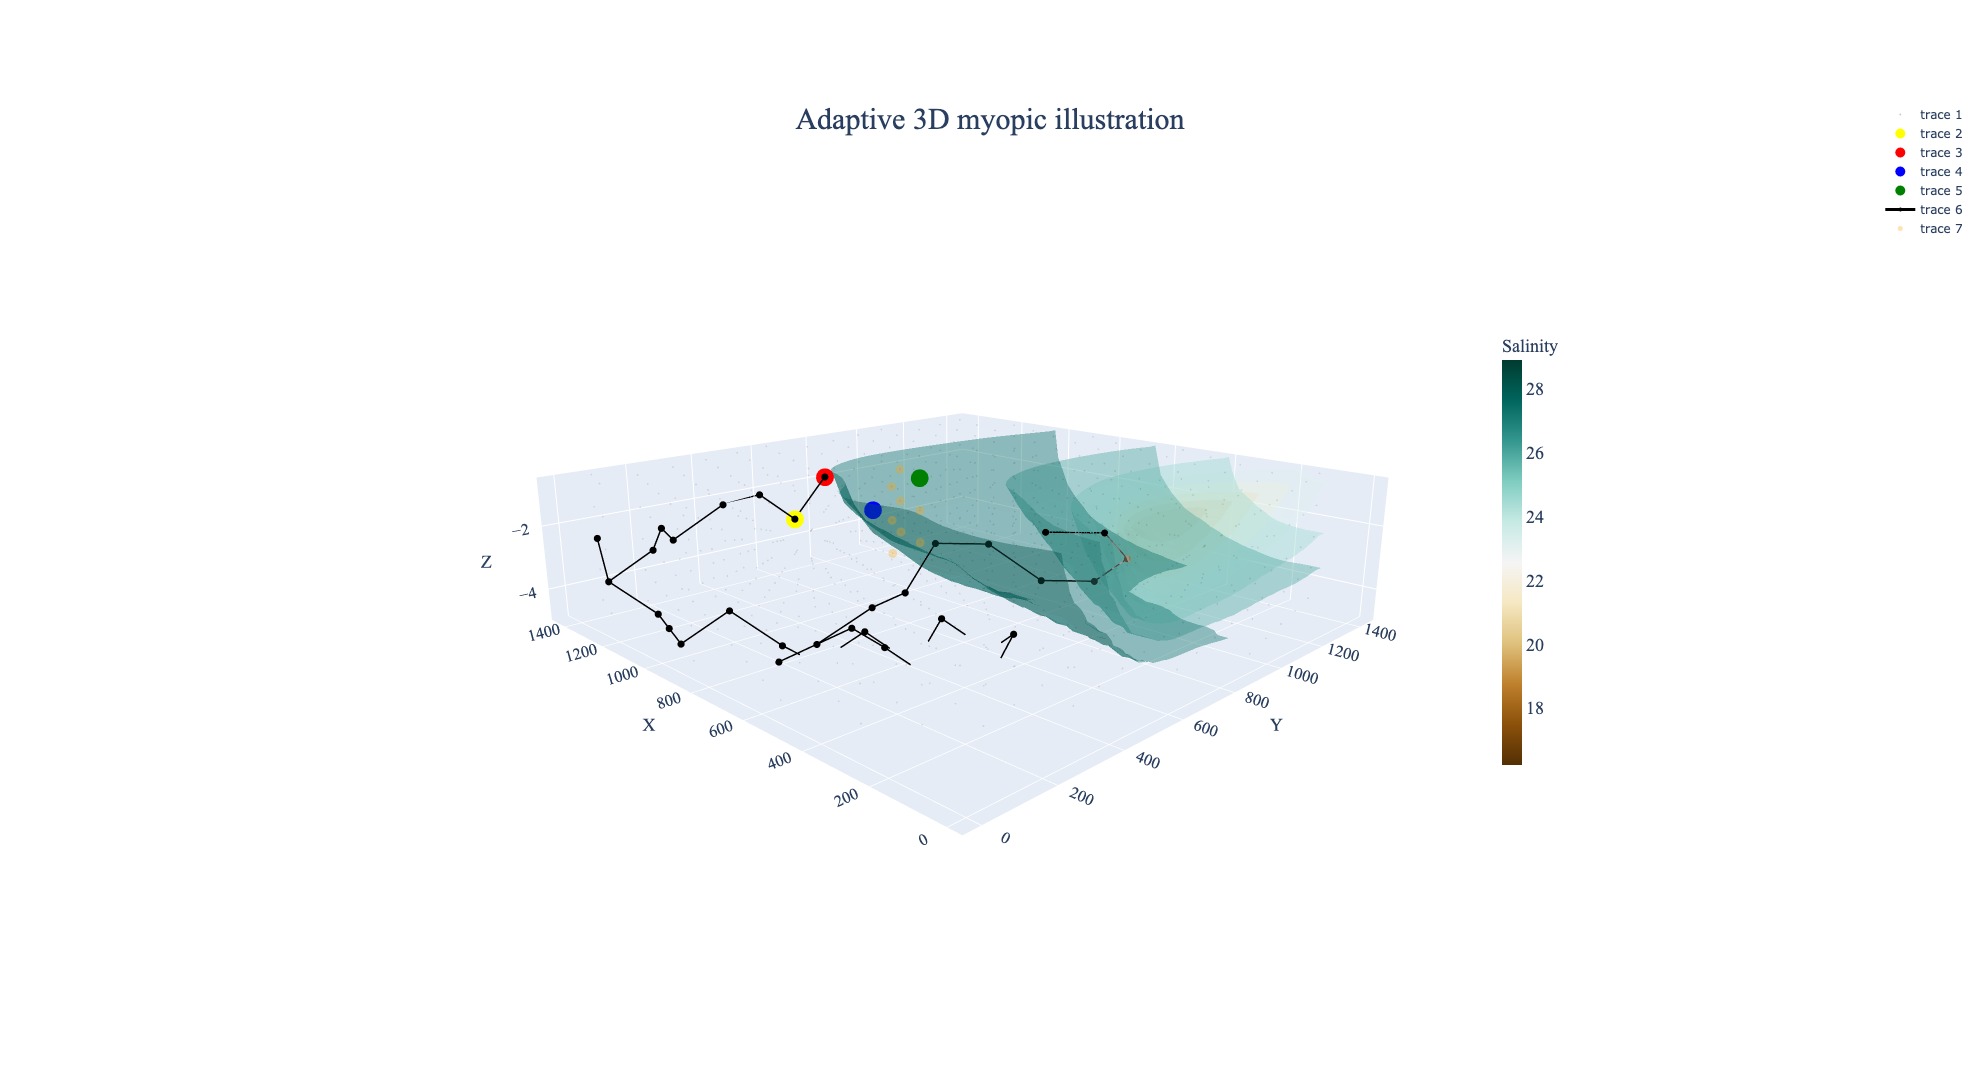 Adaptive 3D myopic illustration
trace 1
trace 2
trace 3
trace 4
trace 5
trace 6
trace 7
Salinity
28
26
24
22
20
18
Z
−2
−4
X
1400
1200
1000
800
600
400
200
0
Y
0
200
400
600
800
1000
1200
1400